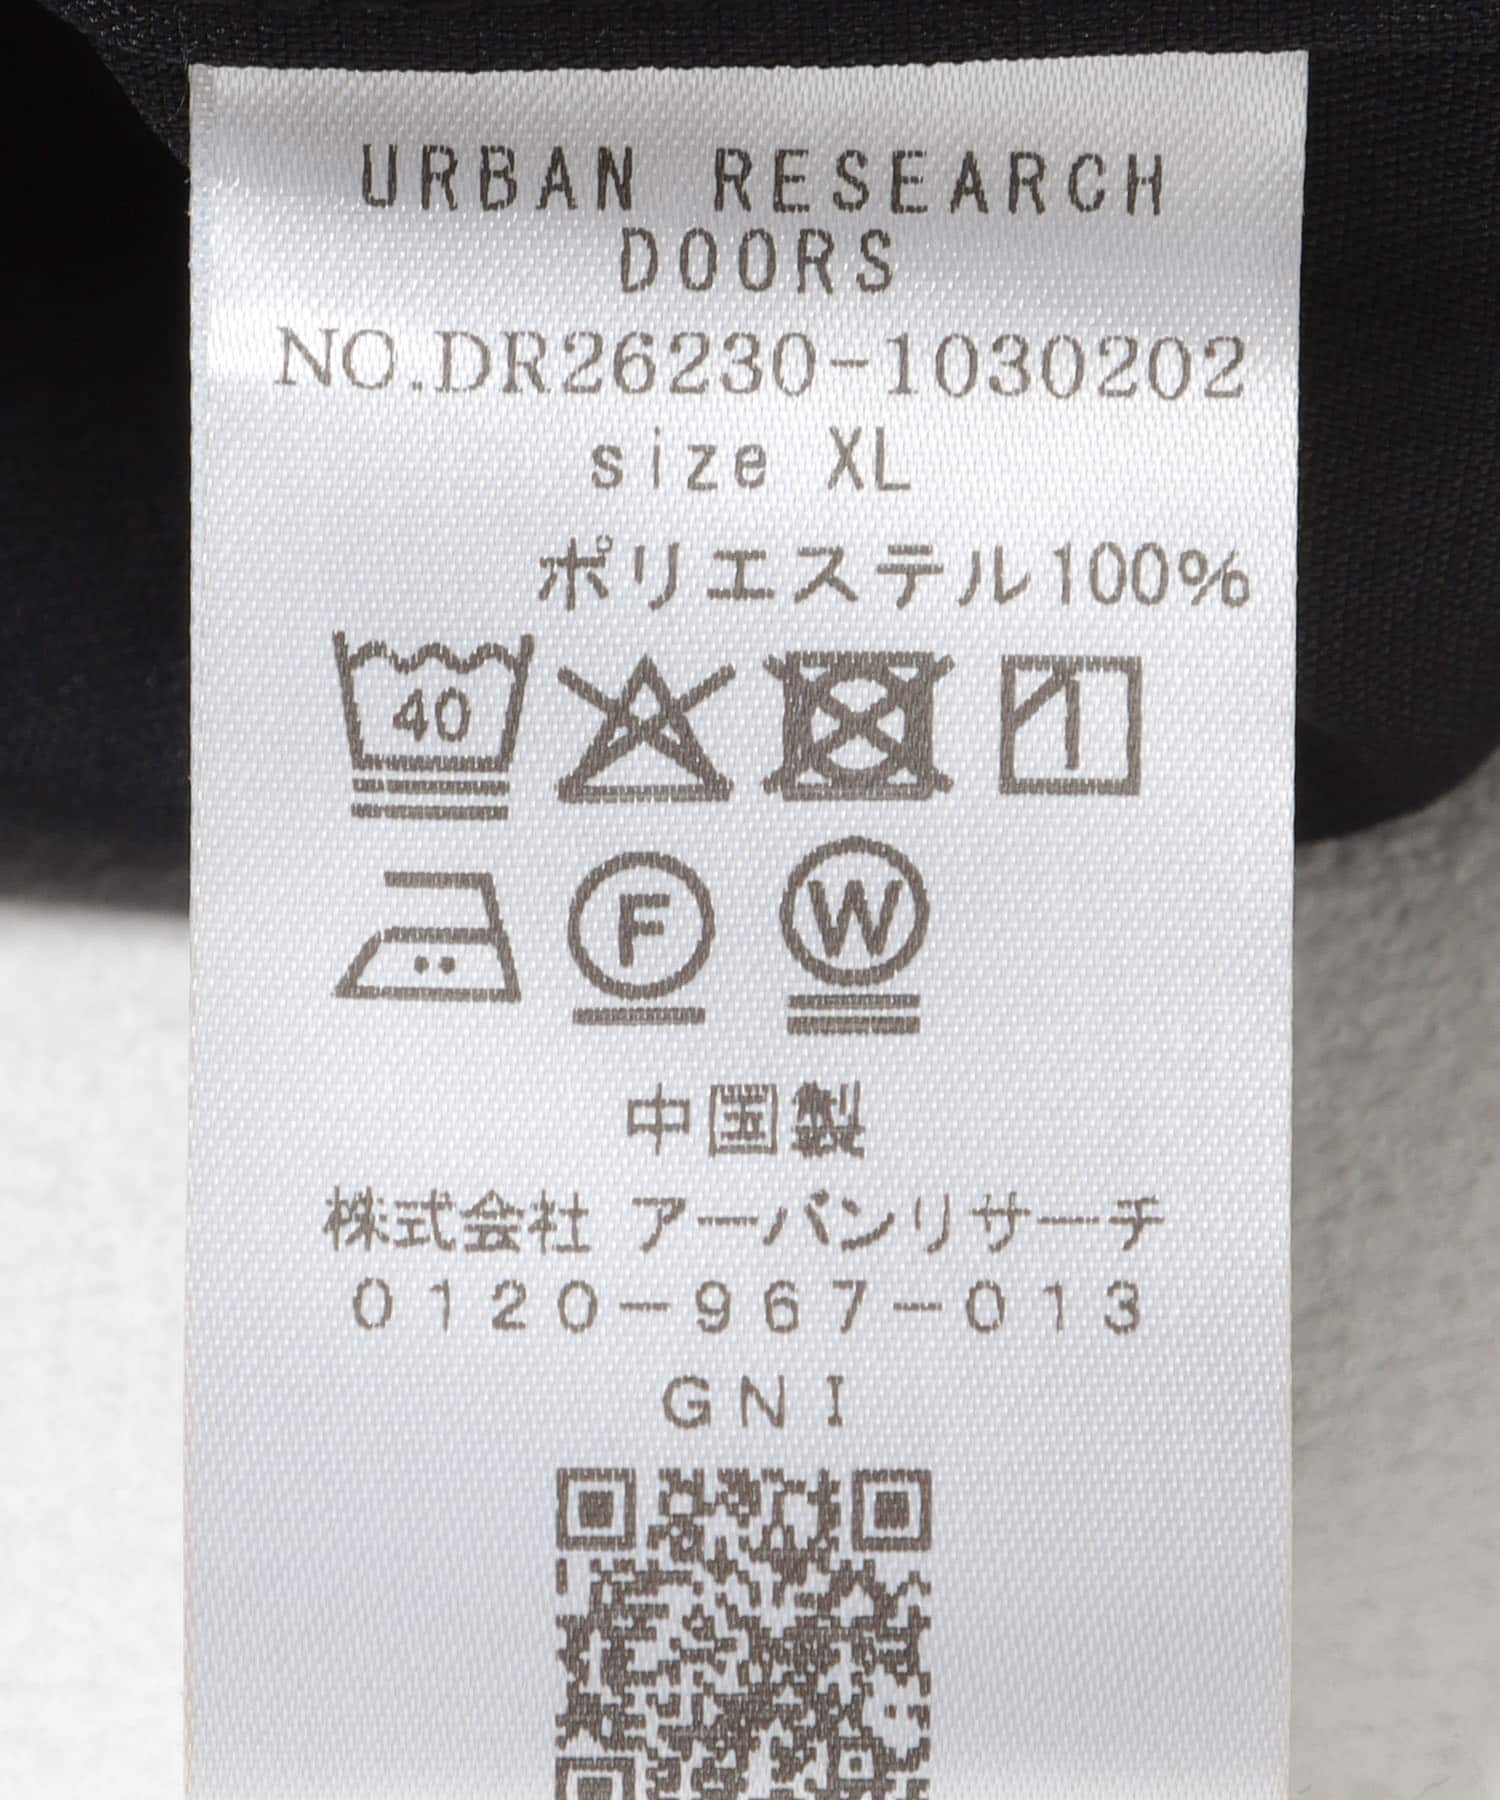 URBAN RESEARCH
DOORS
NO.DR26230-1030202
size XL
ポリエステル100%
40
F
W
中国製
株式会社 アーバンリサーチ
0120-967-013
GNI